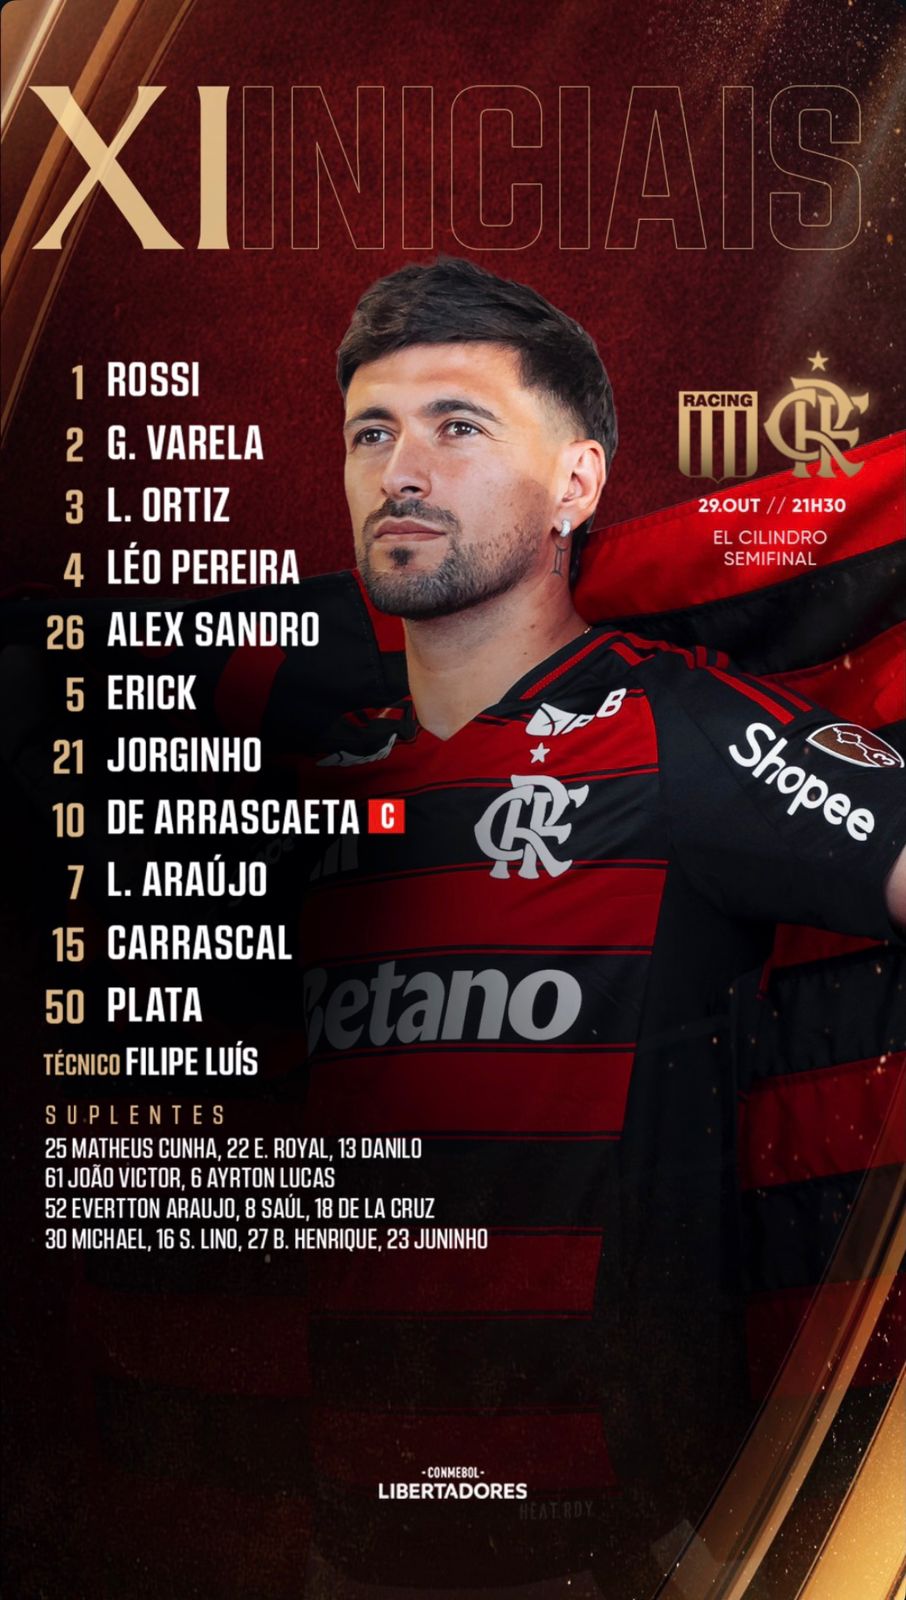 XI INICIAIS
RACING
29.OUT // 21H30
EL CILINDRO
SEMIFINAL
1 ROSSI
2 G. VARELA
3 L. ORTIZ
4 LÉO PEREIRA
26 ALEX SANDRO
5 ERICK
21 JORGINHO
10 DE ARRASCAETA C
7 L. ARAÚJO
15 CARRASCAL
50 PLATA
TÉCNICO FILIPE LUÍS
SUPLENTES
25 MATHEUS CUNHA, 22 E. ROYAL, 13 DANILO
61 JOÃO VICTOR, 6 AYRTON LUCAS
52 EVERTTON ARAUJO, 8 SAÚL, 18 DE LA CRUZ
30 MICHAEL, 16 S. LINO, 27 B. HENRIQUE, 23 JUNINHO
Shopee
Betano
-CONMEBOL-
LIBERTADORES
HEAT.RDY